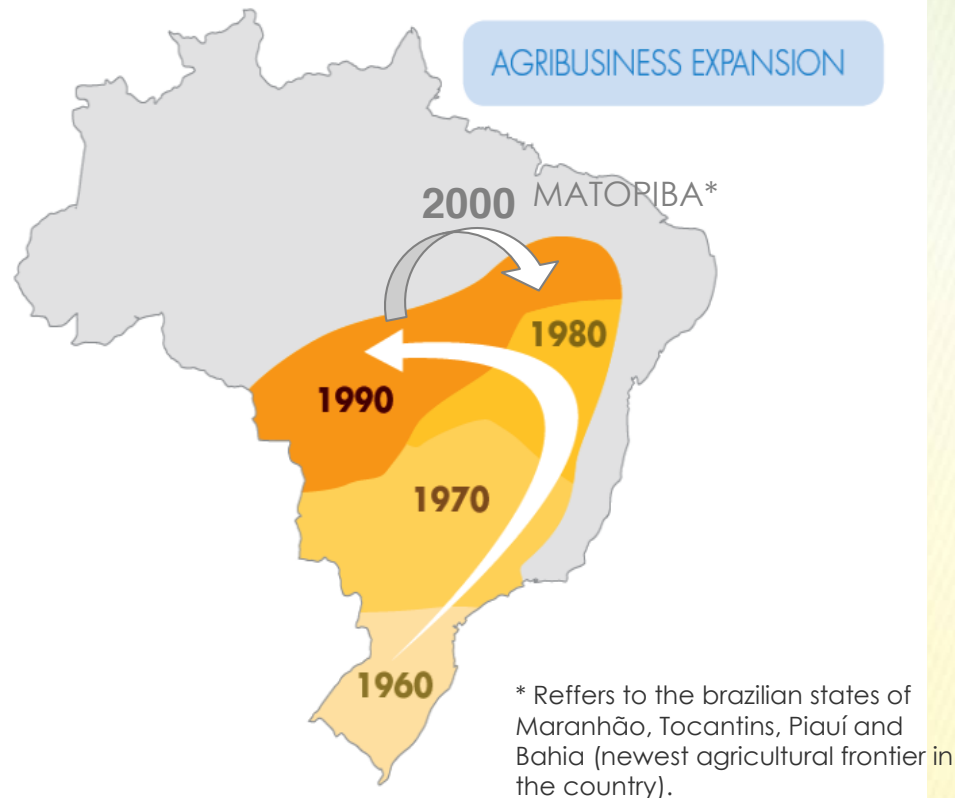 AGRIBUSINESS EXPANSION
2000 MATOPIBA*
1980
1990
1970
1960
* Reffers to the brazilian states of
Maranhão, Tocantins, Piauí and
Bahia (newest agricultural frontier in
the country).